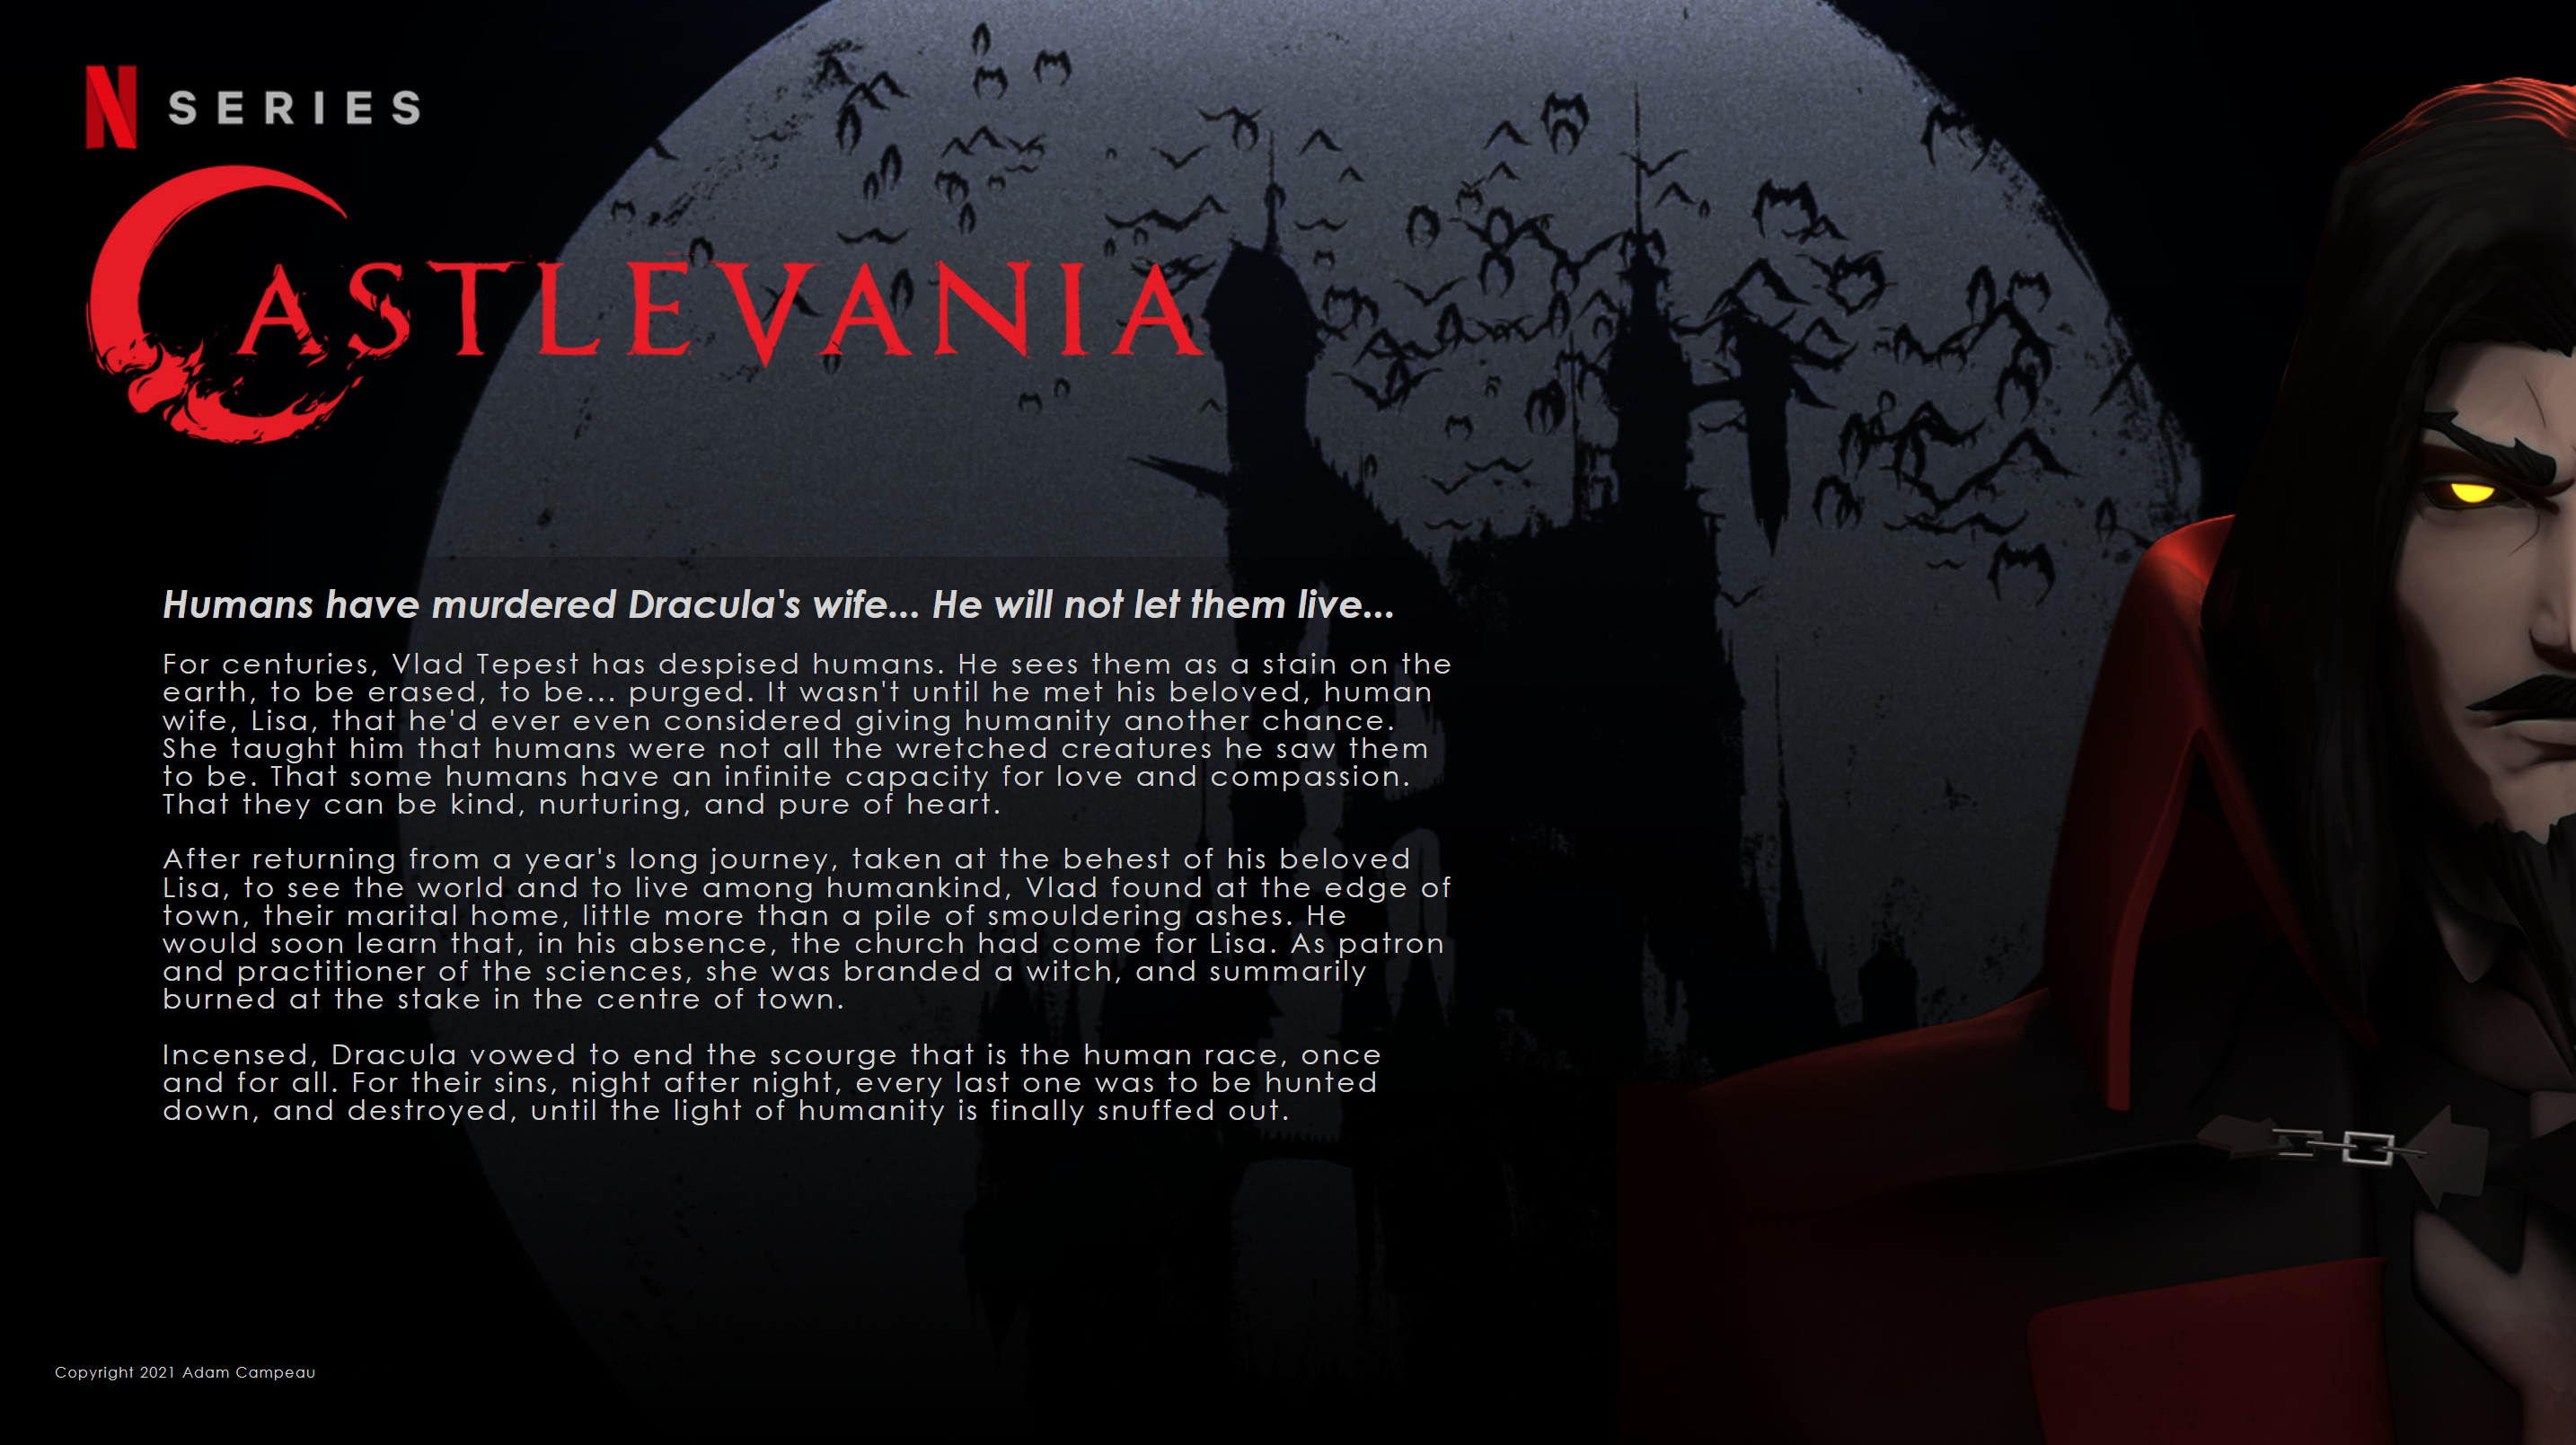 N SERIES
CASTLEVANIA
Humans have murdered Dracula's wife... He will not let them live...
For centuries, Vlad Tepest has despised humans. He sees them as a stain on the
earth, to be erased, to be... purged. It wasn't until he met his beloved, human
wife, Lisa, that he'd ever even considered giving humanity another chance.
She taught him that humans were not all the wretched creatures he saw them
to be. That some humans have an infinite capacity for love and compassion.
That they can be kind, nurturing, and pure of heart.
After returning from a year's long journey, taken at the behest of his beloved
Lisa, to see the world and to live among humankind, Vlad found at the edge of
town, their marital home, little more than a pile of smouldering ashes. He
would soon learn that, in his absence, the church had come for Lisa. As patron
and practitioner of the sciences, she was branded a witch, and summarily
burned at the stake in the centre of town.
Incensed, Dracula vowed to end the scourge that is the human race, once
and for all. For their sins, night after night, every last one was to be hunted
down, and destroyed, until the light of humanity is finally snuffed out.
Copyright 2021 Adam Campeau